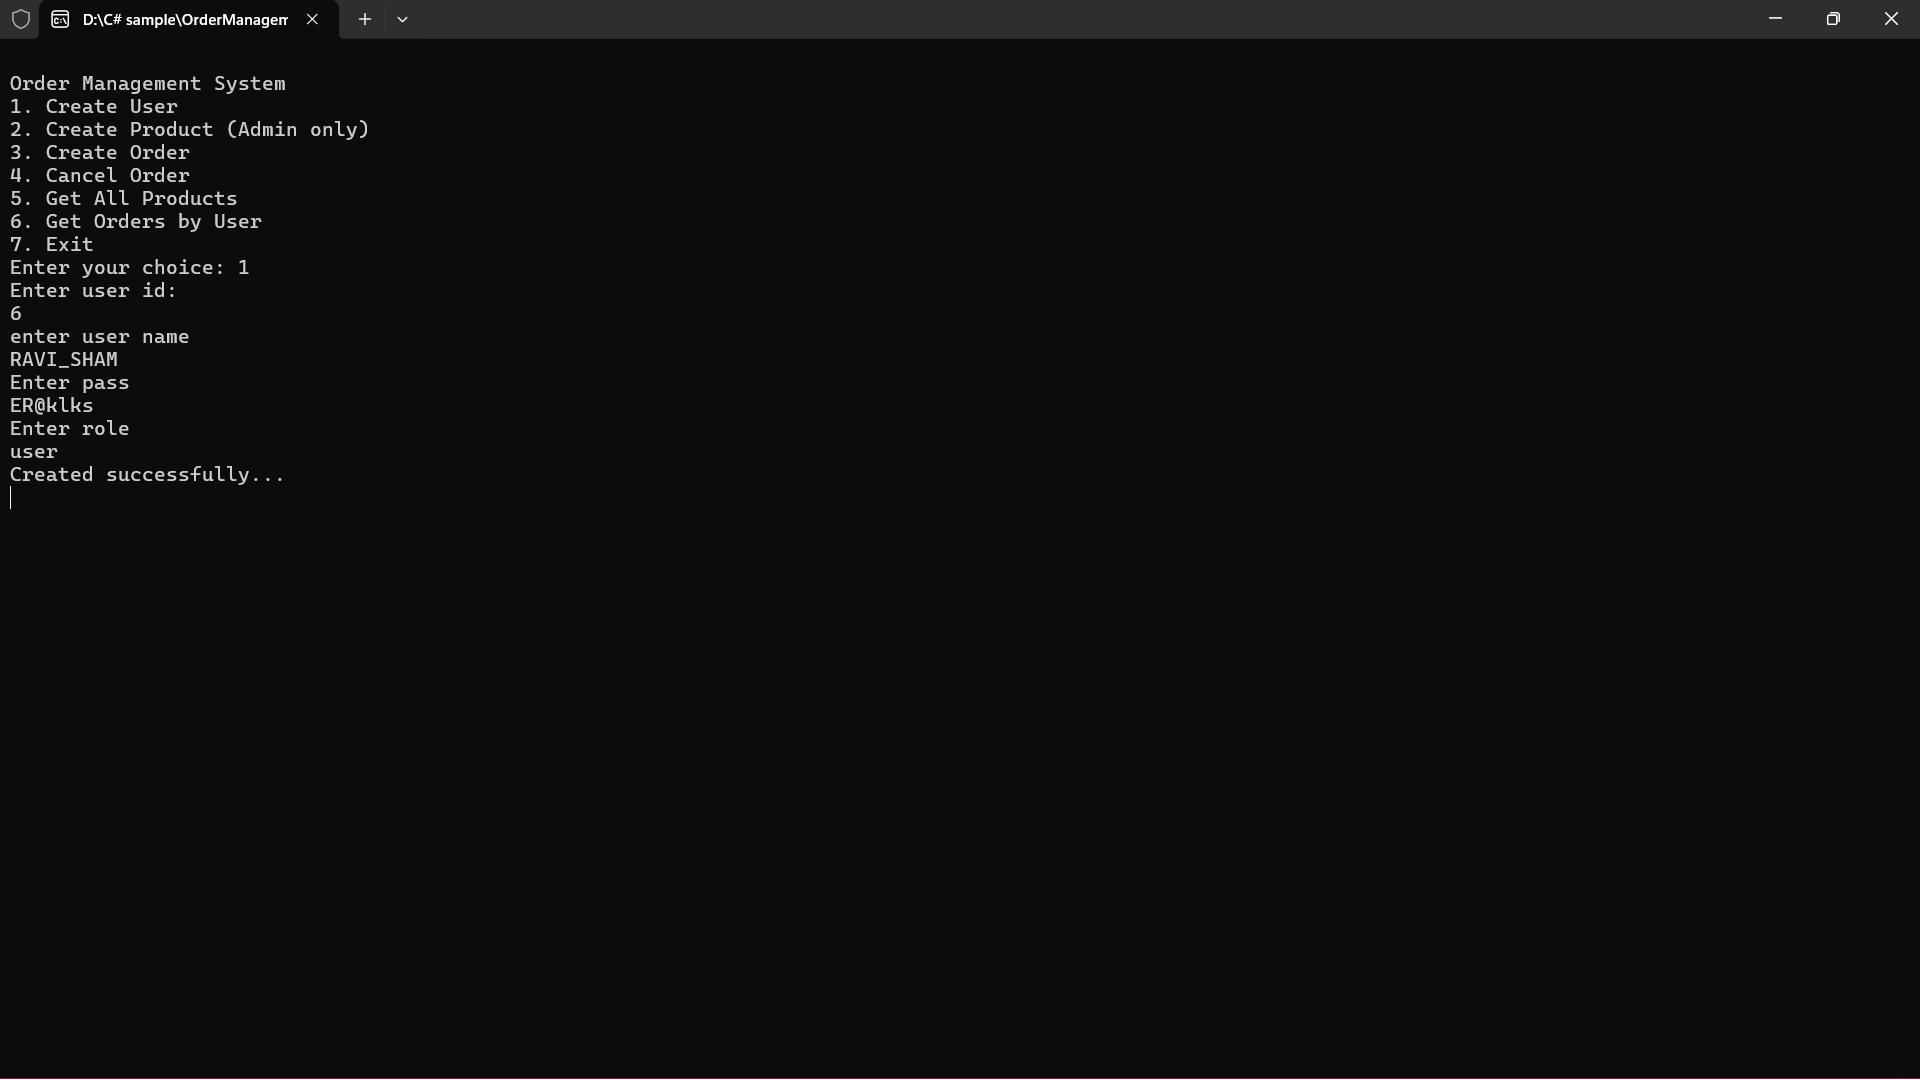 D:\C# sample\OrderManagem
Order Management System
1. Create User
2. Create Product (Admin only)
3. Create Order
4. Cancel Order
5. Get All Products
6. Get Orders by User
7. Exit
Enter your choice: 1
Enter user id:
6
enter user name
RAVI_SHAM
Enter pass
ER@klks
Enter role
user
Created successfully...